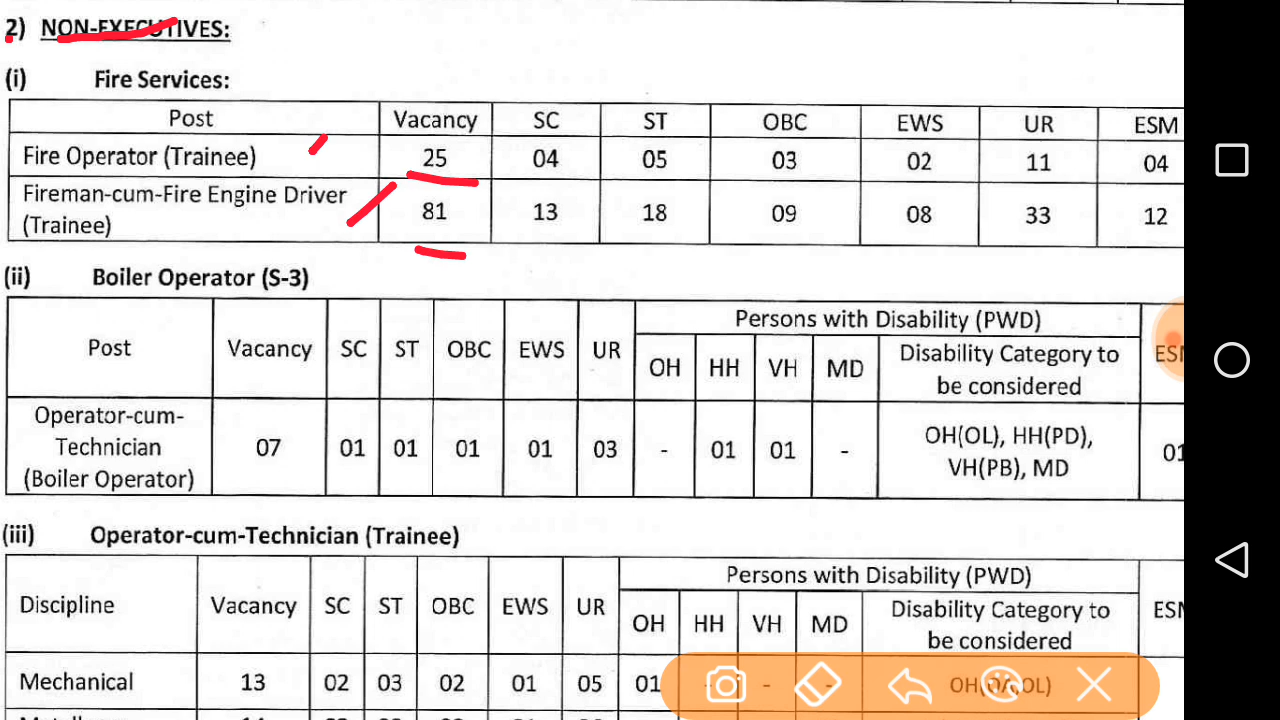 2) NON-EXECUTIVES:
(i) Fire Services:
Post Vacancy SC ST OBC EWS UR ESM
Fire Operator (Trainee) 25 04 05 03 02 11 04
Fireman-cum-Fire Engine Driver
(Trainee) 81 13 18 09 08 33 12
(ii) Boiler Operator (S-3)
Persons with Disability (PWD)
Post Vacancy SC ST OBC EWS UR OH HH VH MD Disability Category to
be considered
Operator-cum-
Technician
(Boiler Operator) 07 01 01 01 01 03 - 01 01 - OH(OL), HH(PD),
VH(PB), MD 01
(iii) Operator-cum-Technician (Trainee)
Persons with Disability (PWD)
Discipline Vacancy SC ST OBC EWS UR OH HH VH MD Disability Category to
be considered
Mechanical 13 02 03 02 01 05 01 - - -